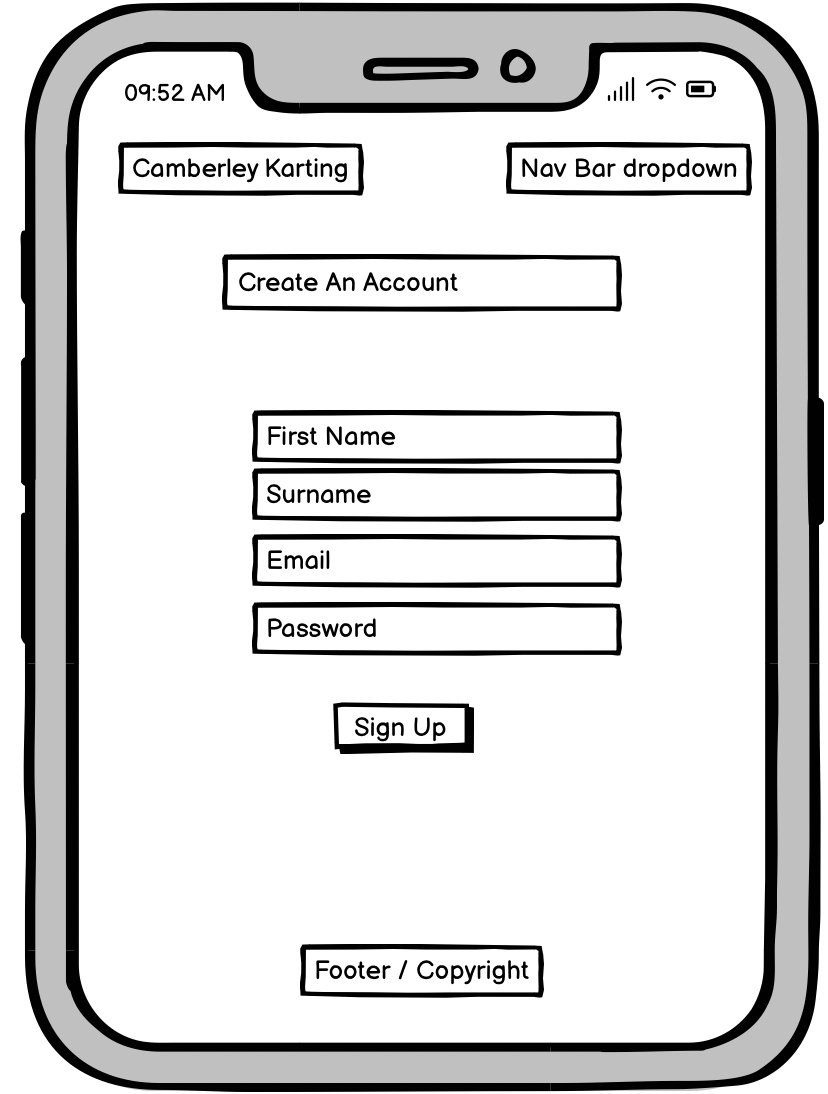 09:52 AM
Camberley Karting
Nav Bar dropdown
Create An Account
First Name
Surname
Email
Password
Sign Up
Footer / Copyright